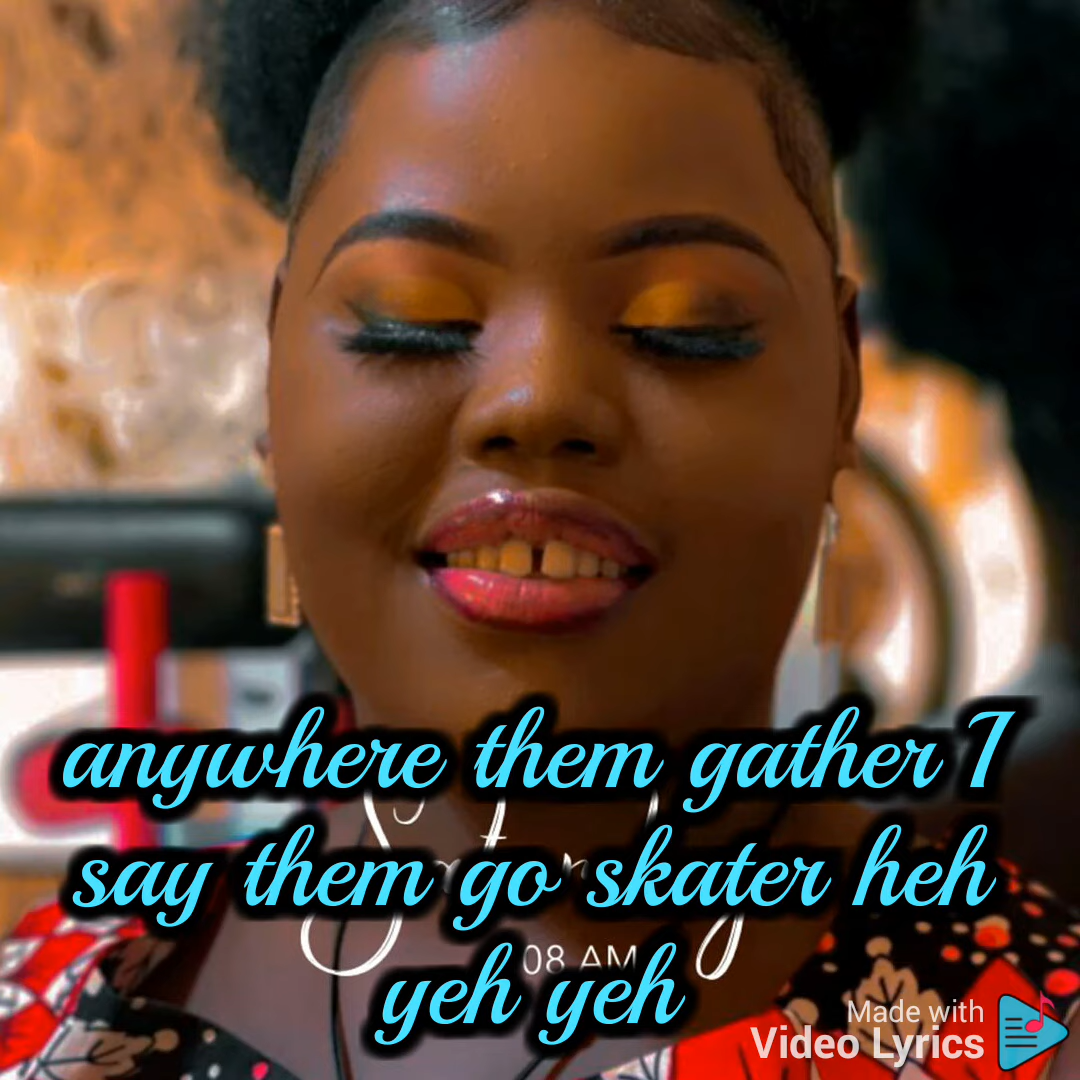 anywhere them gather I
say them go skater heh
08 AM
yeh yeh
Made with
Video Lyrics